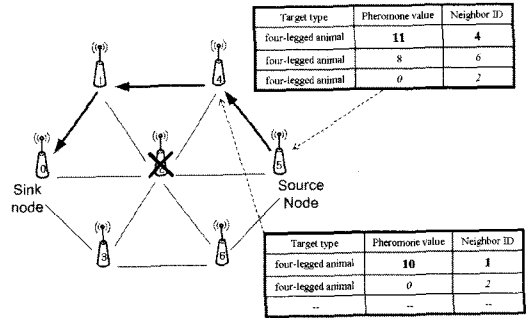 Target type Pheromone value Neighbor ID
four-legged animal 11 4
four-legged animal 8 6
four-legged animal 0 2
((•))
1
((•))
4
((•))
0
((•))
2
((•))
5
Sink
node
Source
Node
((•))
3
((•))
6
Target type Pheromone value Neighbor ID
four-legged animal 10 1
four-legged animal 0 2
-- -- --